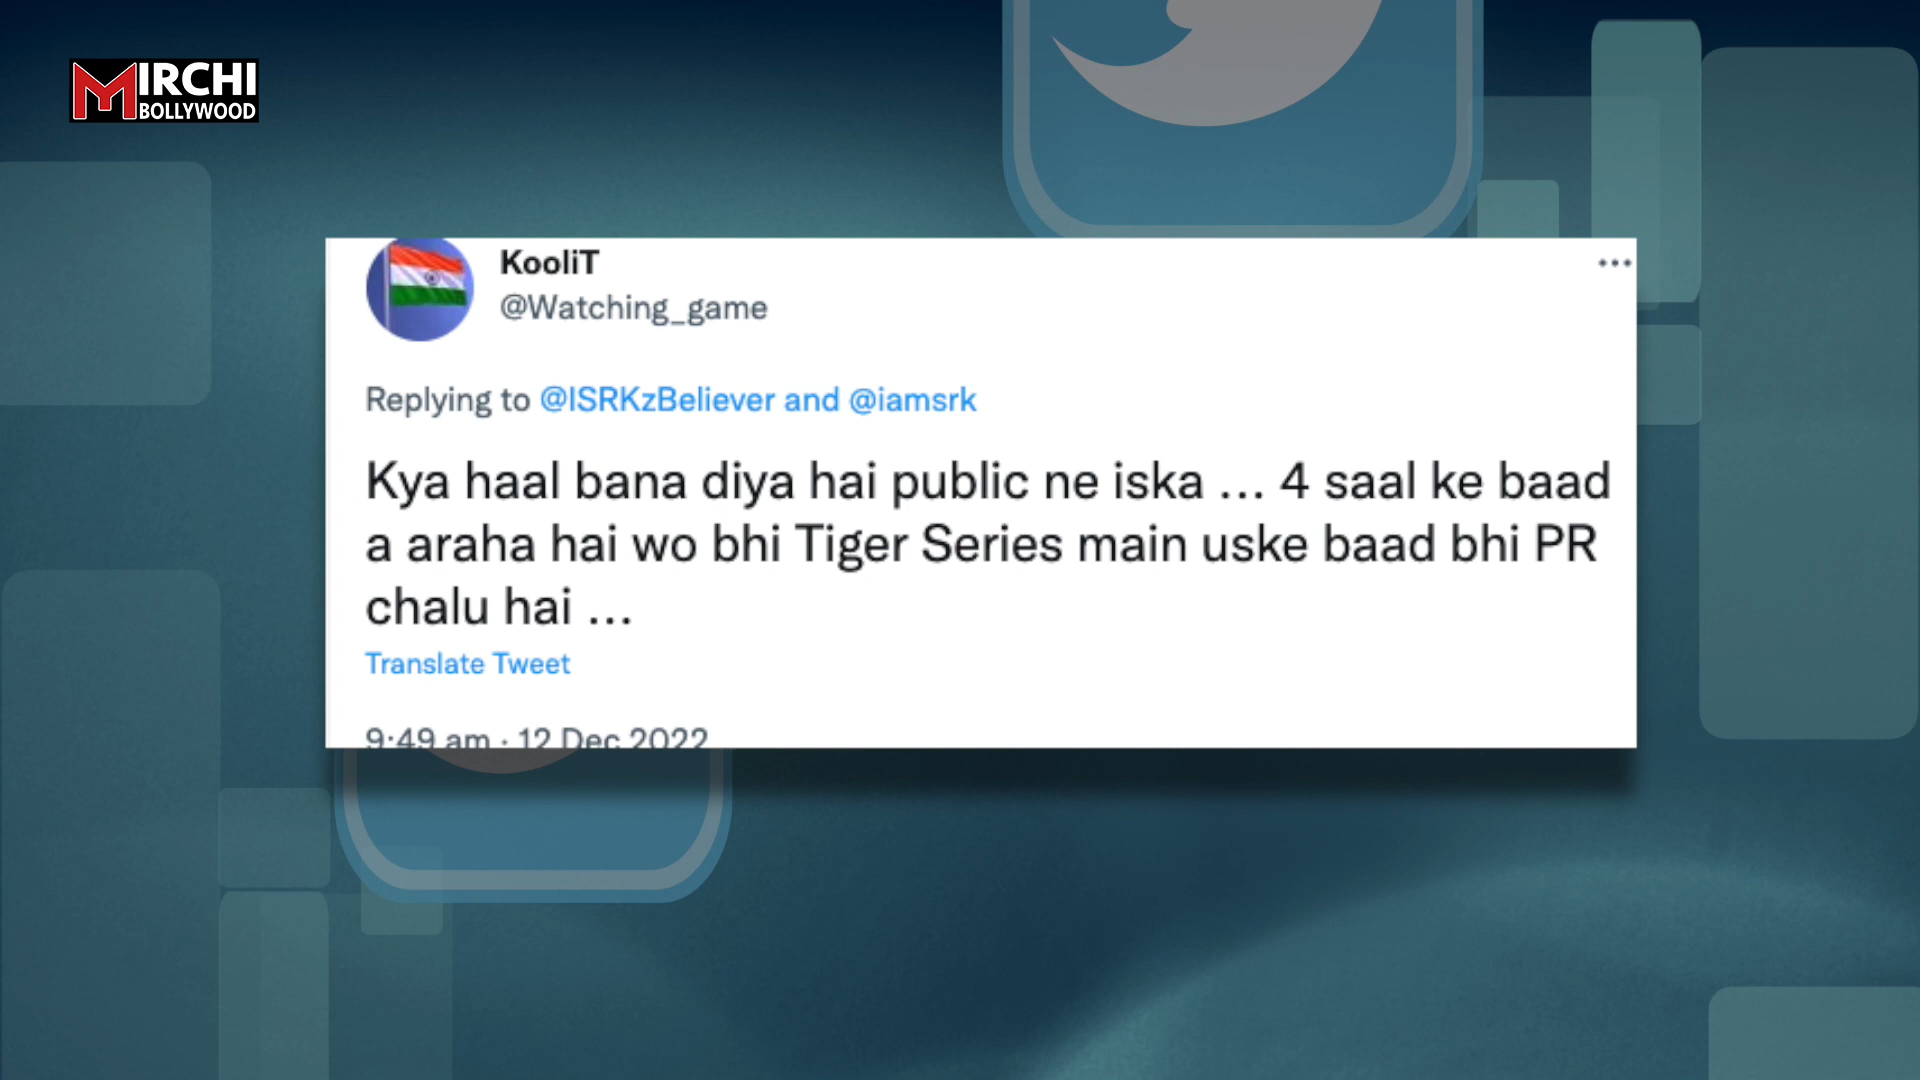 MIRCHI
BOLLYWOOD
KooliT
@Watching_game
Replying to @ISRKzBeliever and @iamsrk
Kya haal bana diya hai public ne iska ... 4 saal ke baad
a araha hai wo bhi Tiger Series main uske baad bhi PR
chalu hai ...
Translate Tweet
9:49 am · 12 Dec 2022